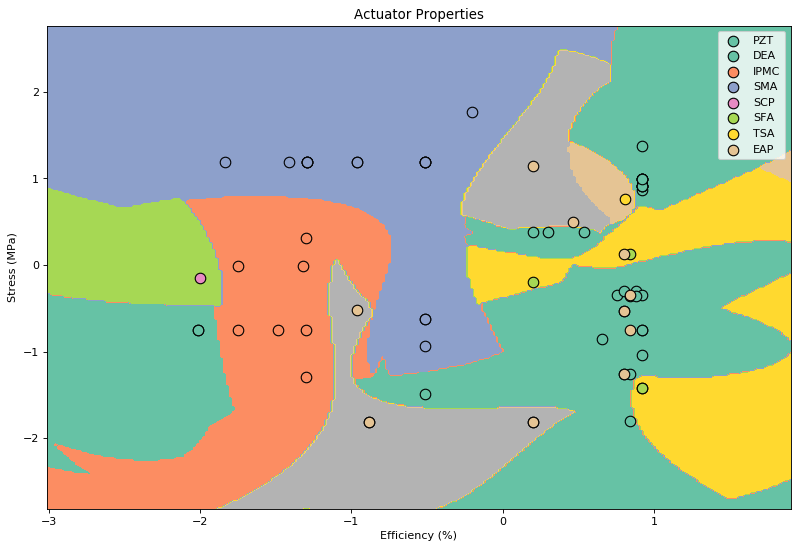 Actuator Properties
PZT
DEA
IPMC
SMA
SCP
SFA
TSA
EAP
Stress (MPa)
2
1
0
−1
−2
−3 −2 −1 0 1
Efficiency (%)